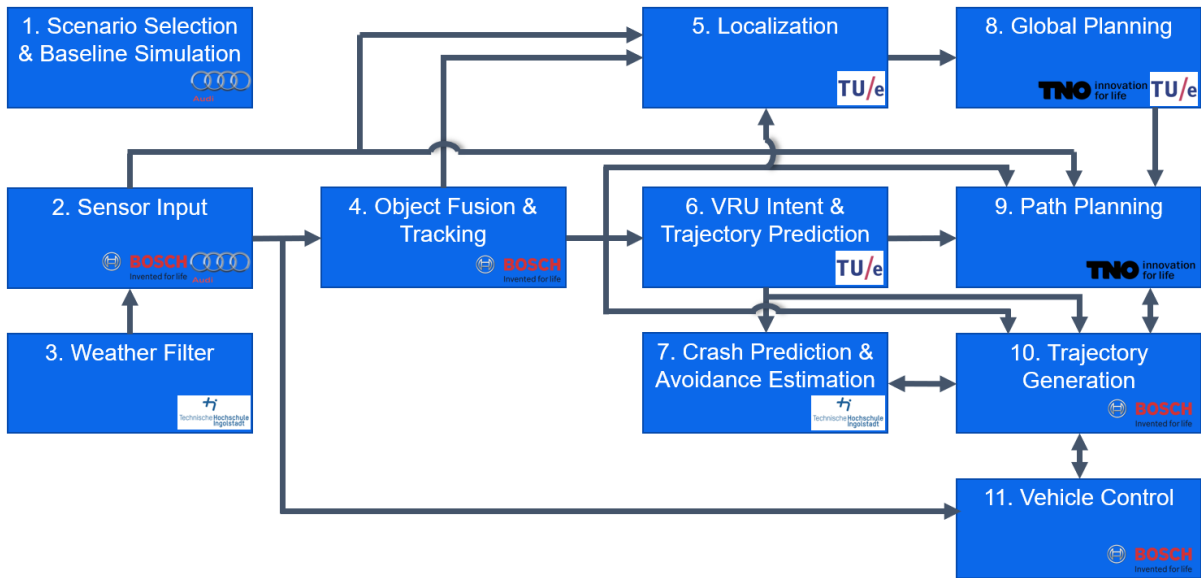 1. Scenario Selection
& Baseline Simulation
Audi
5. Localization
TU/e
8. Global Planning
TNO innovation
for life
TU/e
2. Sensor Input
BOSCH
Invented for life
Audi
4. Object Fusion &
Tracking
BOSCH
Invented for life
6. VRU Intent &
Trajectory Prediction
TU/e
9. Path Planning
TNO innovation
for life
3. Weather Filter
thi
Technische Hochschule
Ingolstadt
7. Crash Prediction &
Avoidance Estimation
thi
Technische Hochschule
Ingolstadt
10. Trajectory
Generation
BOSCH
Invented for life
11. Vehicle Control
BOSCH
Invented for life